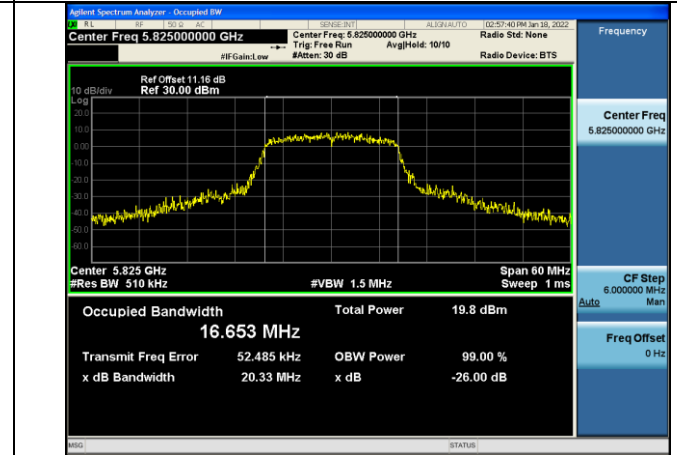 Agilent Spectrum Analyzer - Occupied BW
RL RF 50 Ω AC SENSE:INT ALIGNAUTO 02:57:40 PM Jan 18, 2022
Center Freq 5.825000000 GHz
Center Freq: 5.825000000 GHz
Radio Std: None
Trig: Free Run Avg|Hold: 10/10
#IFGain:Low #Atten: 30 dB Radio Device: BTS
Frequency
Ref Offset 11.16 dB
10 dB/div Ref 30.00 dBm
Log
20.0
10.0
0.00
-10.0
-20.0
-30.0
-40.0
-50.0
-60.0
Center 5.825 GHz Span 60 MHz
#Res BW 510 kHz #VBW 1.5 MHz Sweep 1 ms
Center Freq
5.825000000 GHz
CF Step
6.000000 MHz
Auto Man
Freq Offset
0 Hz
Occupied Bandwidth Total Power 19.8 dBm
16.653 MHz
Transmit Freq Error 52.485 kHz OBW Power 99.00 %
x dB Bandwidth 20.33 MHz x dB -26.00 dB
MSG STATUS